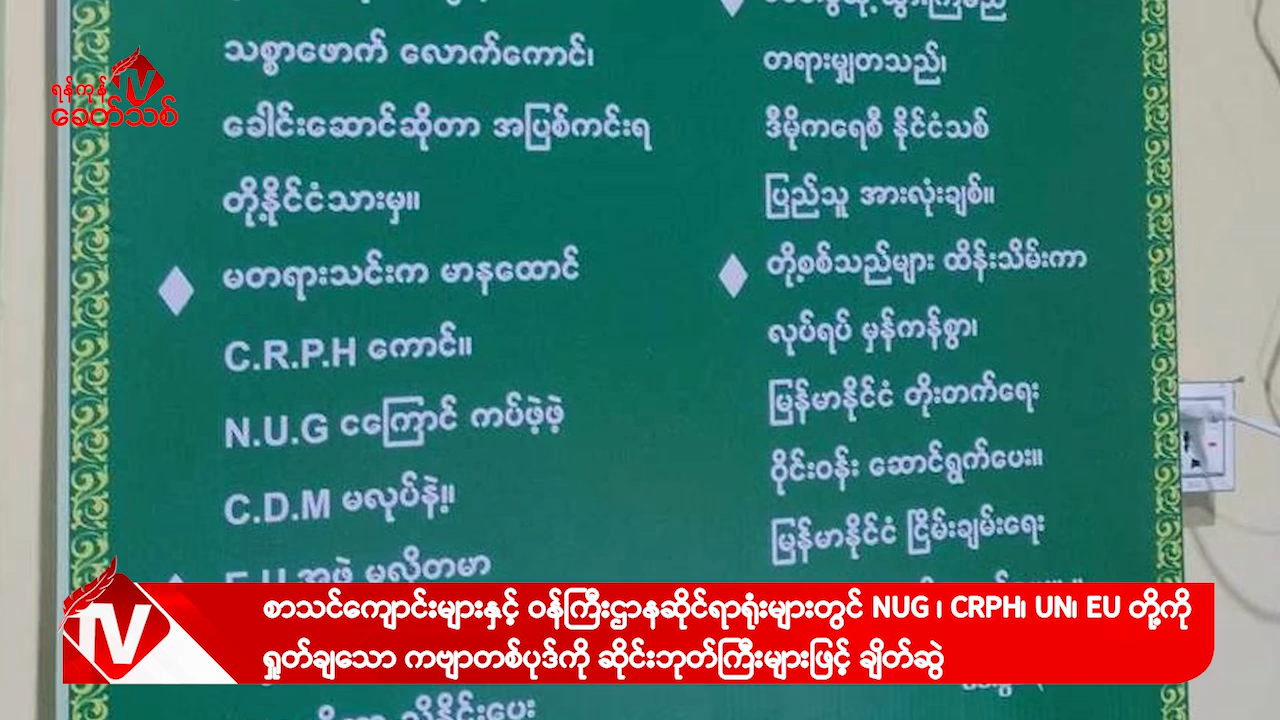 သစ္စာဖောက် လောက်ကောင်၊
ခေါင်းဆောင်ဆိုတာ အပြစ်ကင်းရ
တို့နိုင်ငံသားမှ။
မတရားသင်းက မာနထောင်
C.R.P.H ကောင်။
N.U.G ငကြောင် ကပ်ဖဲ့ဖဲ့
C.D.M မလုပ်နဲ့။
တရားမျှတသည်၊
ဒီမိုကရေစီ နိုင်ငံသစ်
ပြည်သူ အားလုံးချစ်။
တို့စစ်သည်များ ထိန်းသိမ်းကာ
လုပ်ရပ် မှန်ကန်စွာ၊
မြန်မာနိုင်ငံ တိုးတက်ရေး
ဝိုင်းဝန်း ဆောင်ရွက်ပေး။
မြန်မာနိုင်ငံ ငြိမ်းချမ်းရေး
ရန်ကုန်
ခေတ်သစ်
TV
TV
စာသင်ကျောင်းများနှင့် ဝန်ကြီးဌာနဆိုင်ရာရုံးများတွင် NUG ၊ CRPH၊ UN၊ EU တို့ကို
ရှုတ်ချသော ကဗျာတစ်ပုဒ်ကို ဆိုင်းဘုတ်ကြီးများဖြင့် ချိတ်ဆွဲ